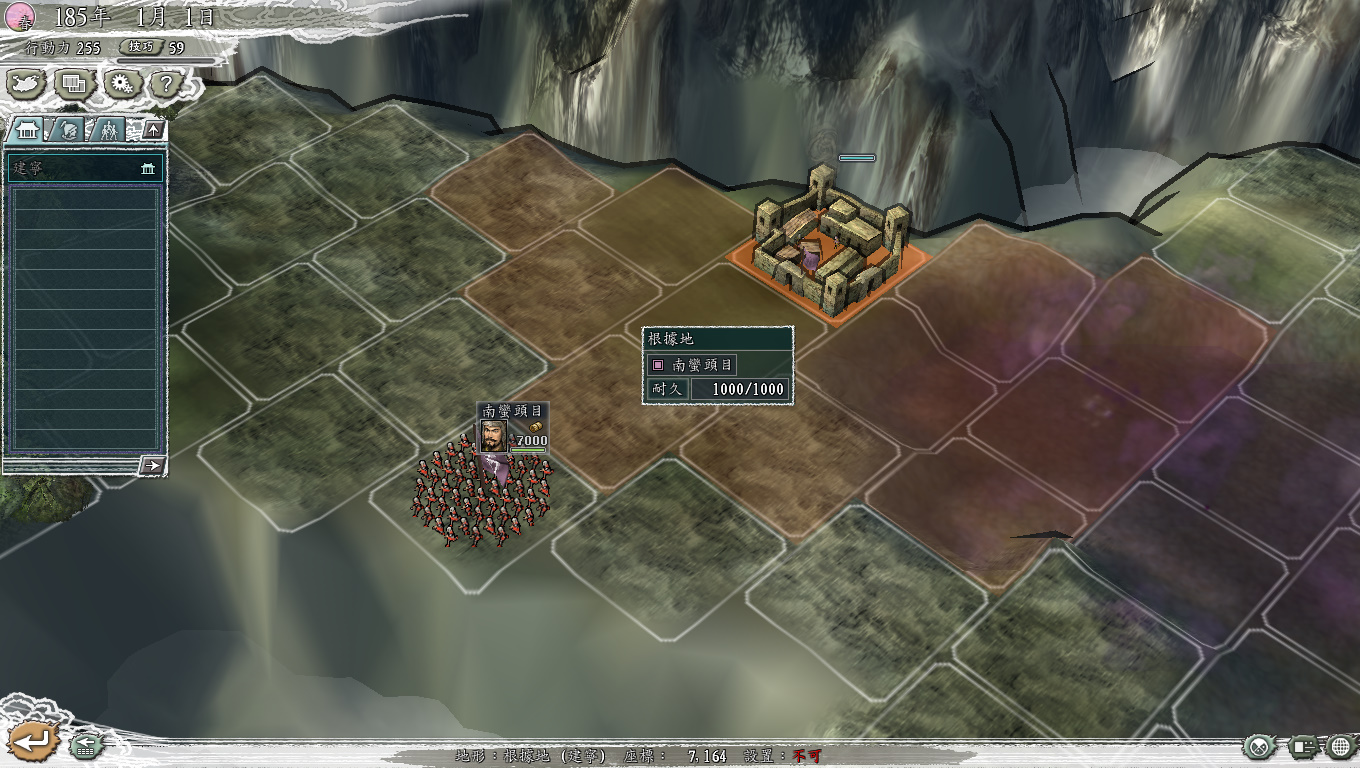 春 185年 1月 1日
行動力 255 技巧 59
?
建寧
根據地
南蠻頭目
耐久 1000/1000
南蠻頭目
7000
地形:根據地 (建寧) 座標: 7,164 設置:不可